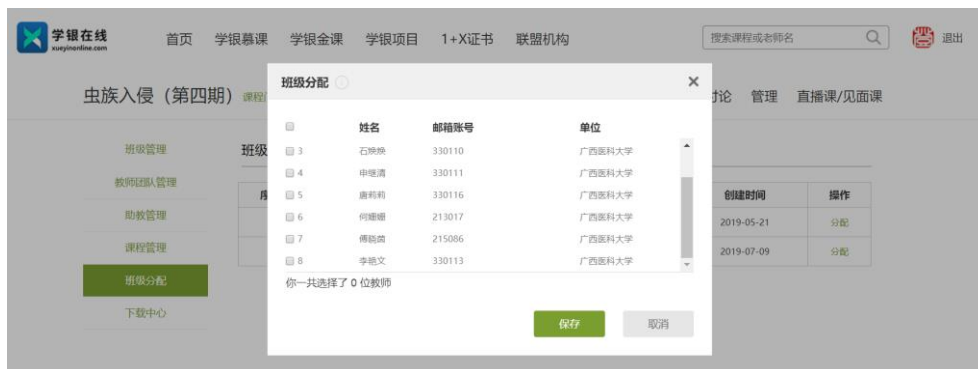 学银在线
xueyinonline.com
首页 学银慕课 学银金课 学银项目 1+X证书 联盟机构
搜索课程或老师名
退出
虫族入侵（第四期）
讨论 管理 直播课/见面课
班级管理
教师团队管理
助教管理
课程管理
班级分配
下载中心
班级
创建时间 操作
2019-05-21 分配
2019-07-09 分配
班级分配
姓名 邮箱账号 单位
3 石焕焕 330110 广西医科大学
4 申继清 330111 广西医科大学
5 唐莉莉 330116 广西医科大学
6 何姗姗 213017 广西医科大学
7 傅晓茵 215086 广西医科大学
8 李艳文 330113 广西医科大学
你一共选择了 0 位教师
保存 取消